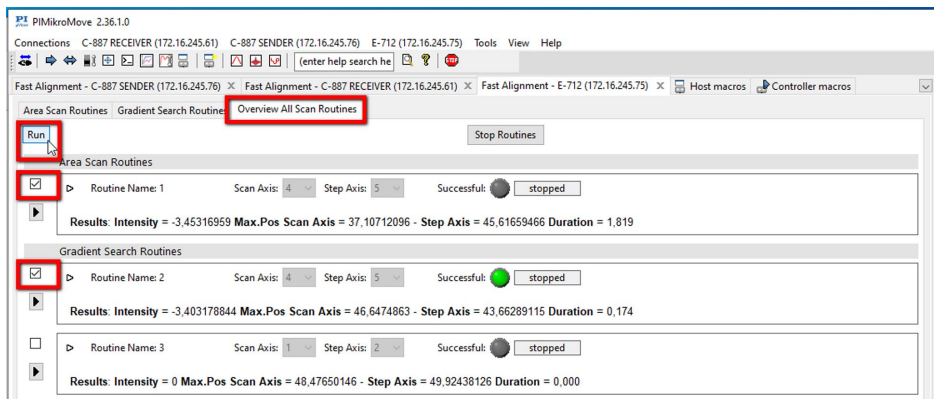 PI PIMikroMove 2.36.1.0
Connections C-887 RECEIVER (172.16.245.61) C-887 SENDER (172.16.245.76) E-712 (172.16.245.75) Tools View Help
(enter help search he STOP
Fast Alignment - C-887 SENDER (172.16.245.76) Fast Alignment - C-887 RECEIVER (172.16.245.61) Fast Alignment - E-712 (172.16.245.75) Host macros Controller macros
Area Scan Routines Gradient Search Routines Overview All Scan Routines
Run Stop Routines
Area Scan Routines
Routine Name: 1 Scan Axis: 4 Step Axis: 5 Successful: stopped
Results: Intensity = -3,45316959 Max.Pos Scan Axis = 37,10712096 - Step Axis = 45,61659466 Duration = 1,819
Gradient Search Routines
Routine Name: 2 Scan Axis: 4 Step Axis: 5 Successful: stopped
Results: Intensity = -3,403178844 Max.Pos Scan Axis = 46,6474863 - Step Axis = 43,66289115 Duration = 0,174
Routine Name: 3 Scan Axis: 1 Step Axis: 2 Successful: stopped
Results: Intensity = 0 Max.Pos Scan Axis = 48,47650146 - Step Axis = 49,92438126 Duration = 0,000